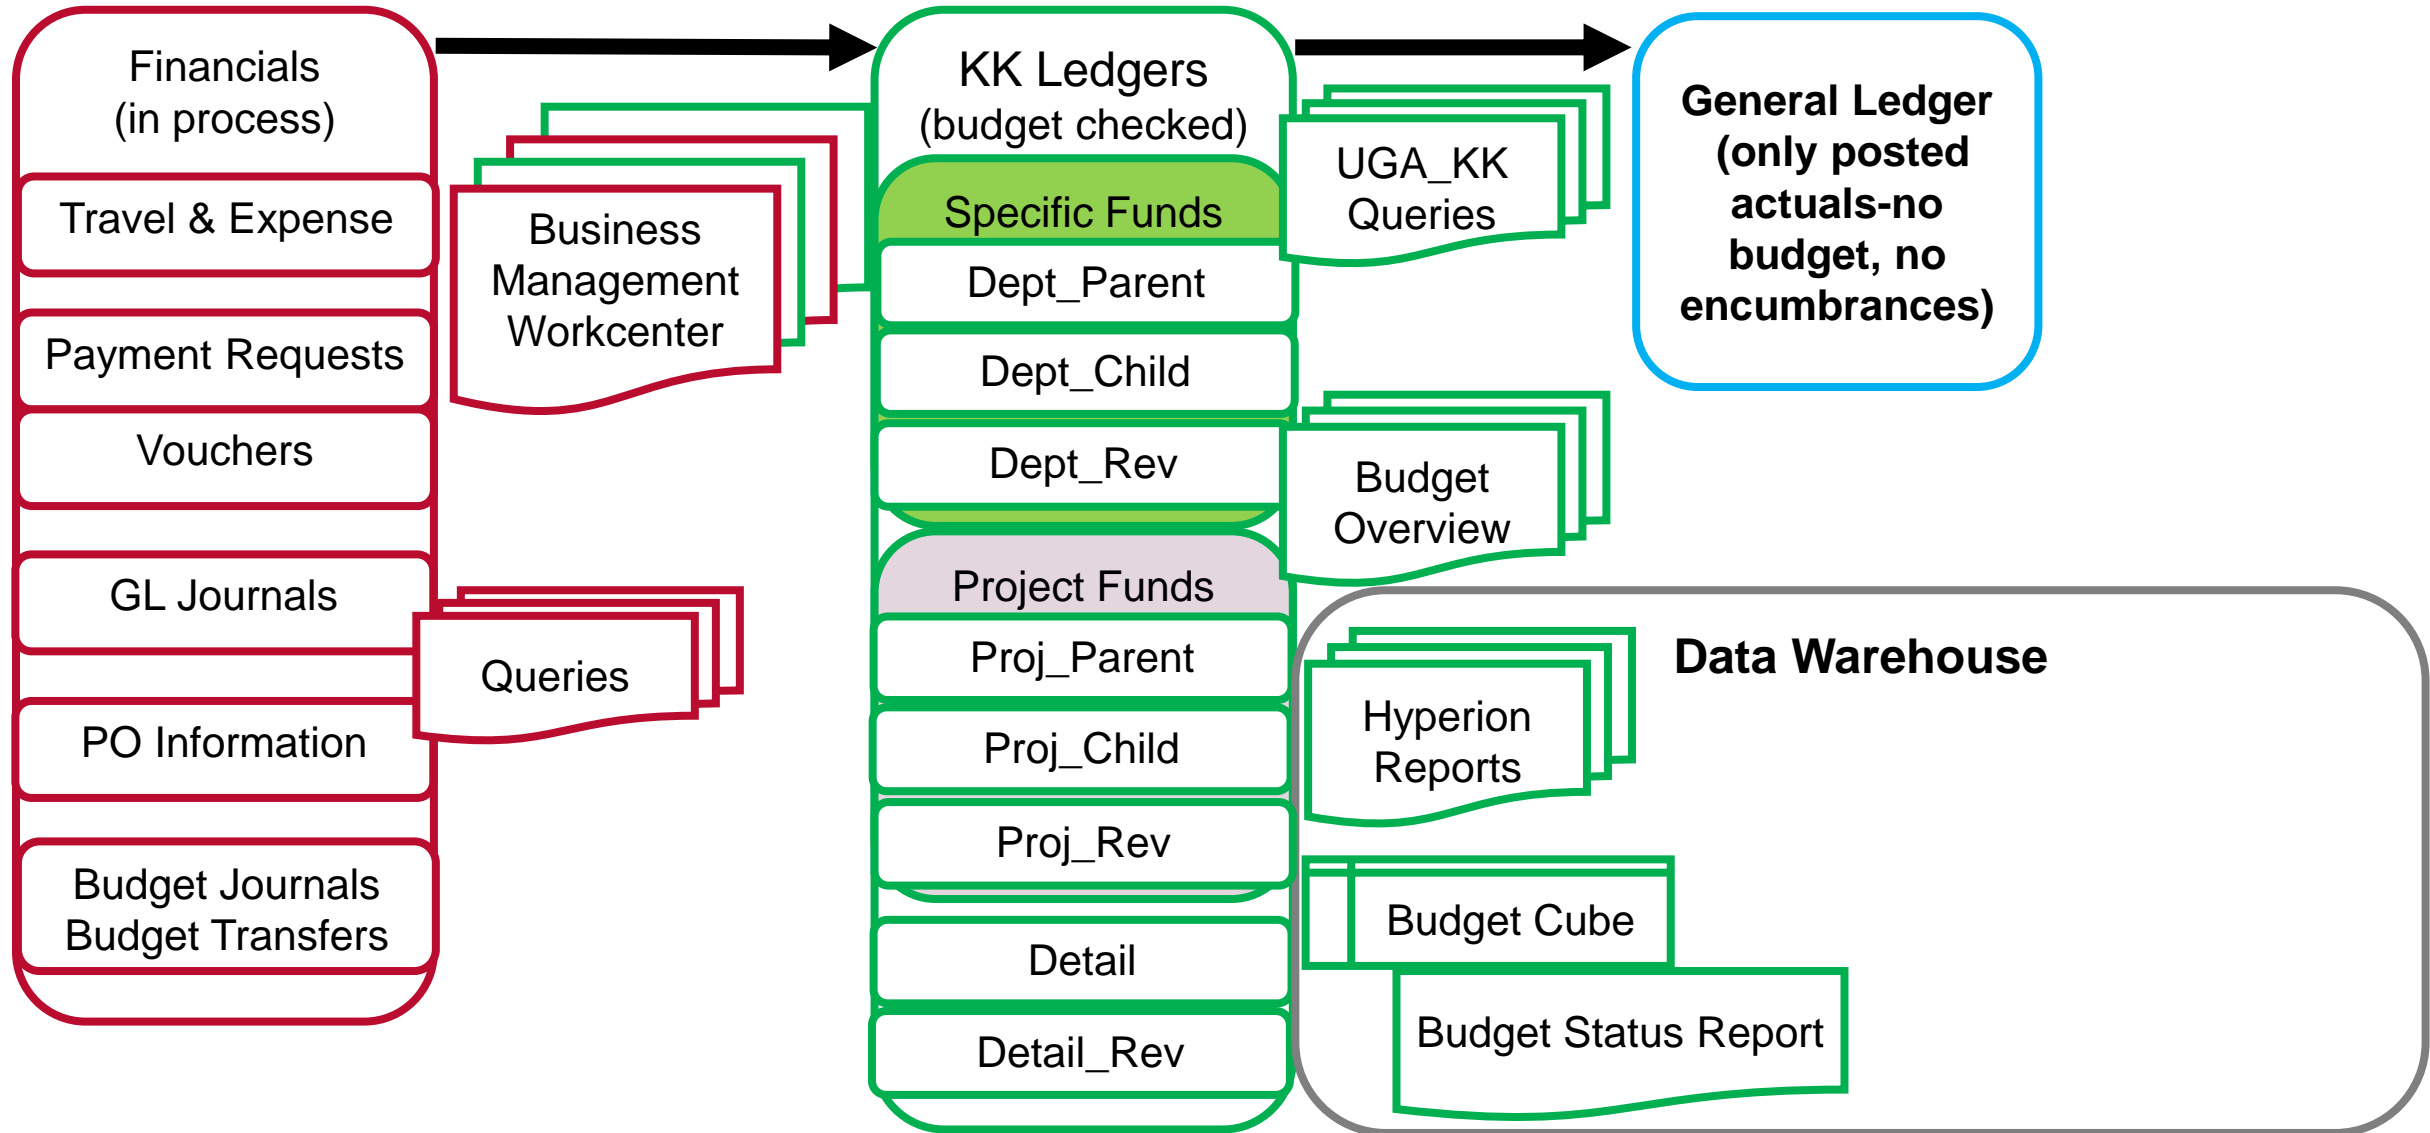 Financials
(in process)
Travel & Expense
Payment Requests
Vouchers
GL Journals
PO Information
Budget Journals
Budget Transfers
Business
Management
Workcenter
Queries
KK Ledgers
(budget checked)
Specific Funds
Dept_Parent
Dept_Child
Dept_Rev
Project Funds
Proj_Parent
Proj_Child
Proj_Rev
Detail
Detail_Rev
UGA_KK
Queries
Budget
Overview
General Ledger
(only posted
actuals-no
budget, no
encumbrances)
Data Warehouse
Hyperion
Reports
Budget Cube
Budget Status Report